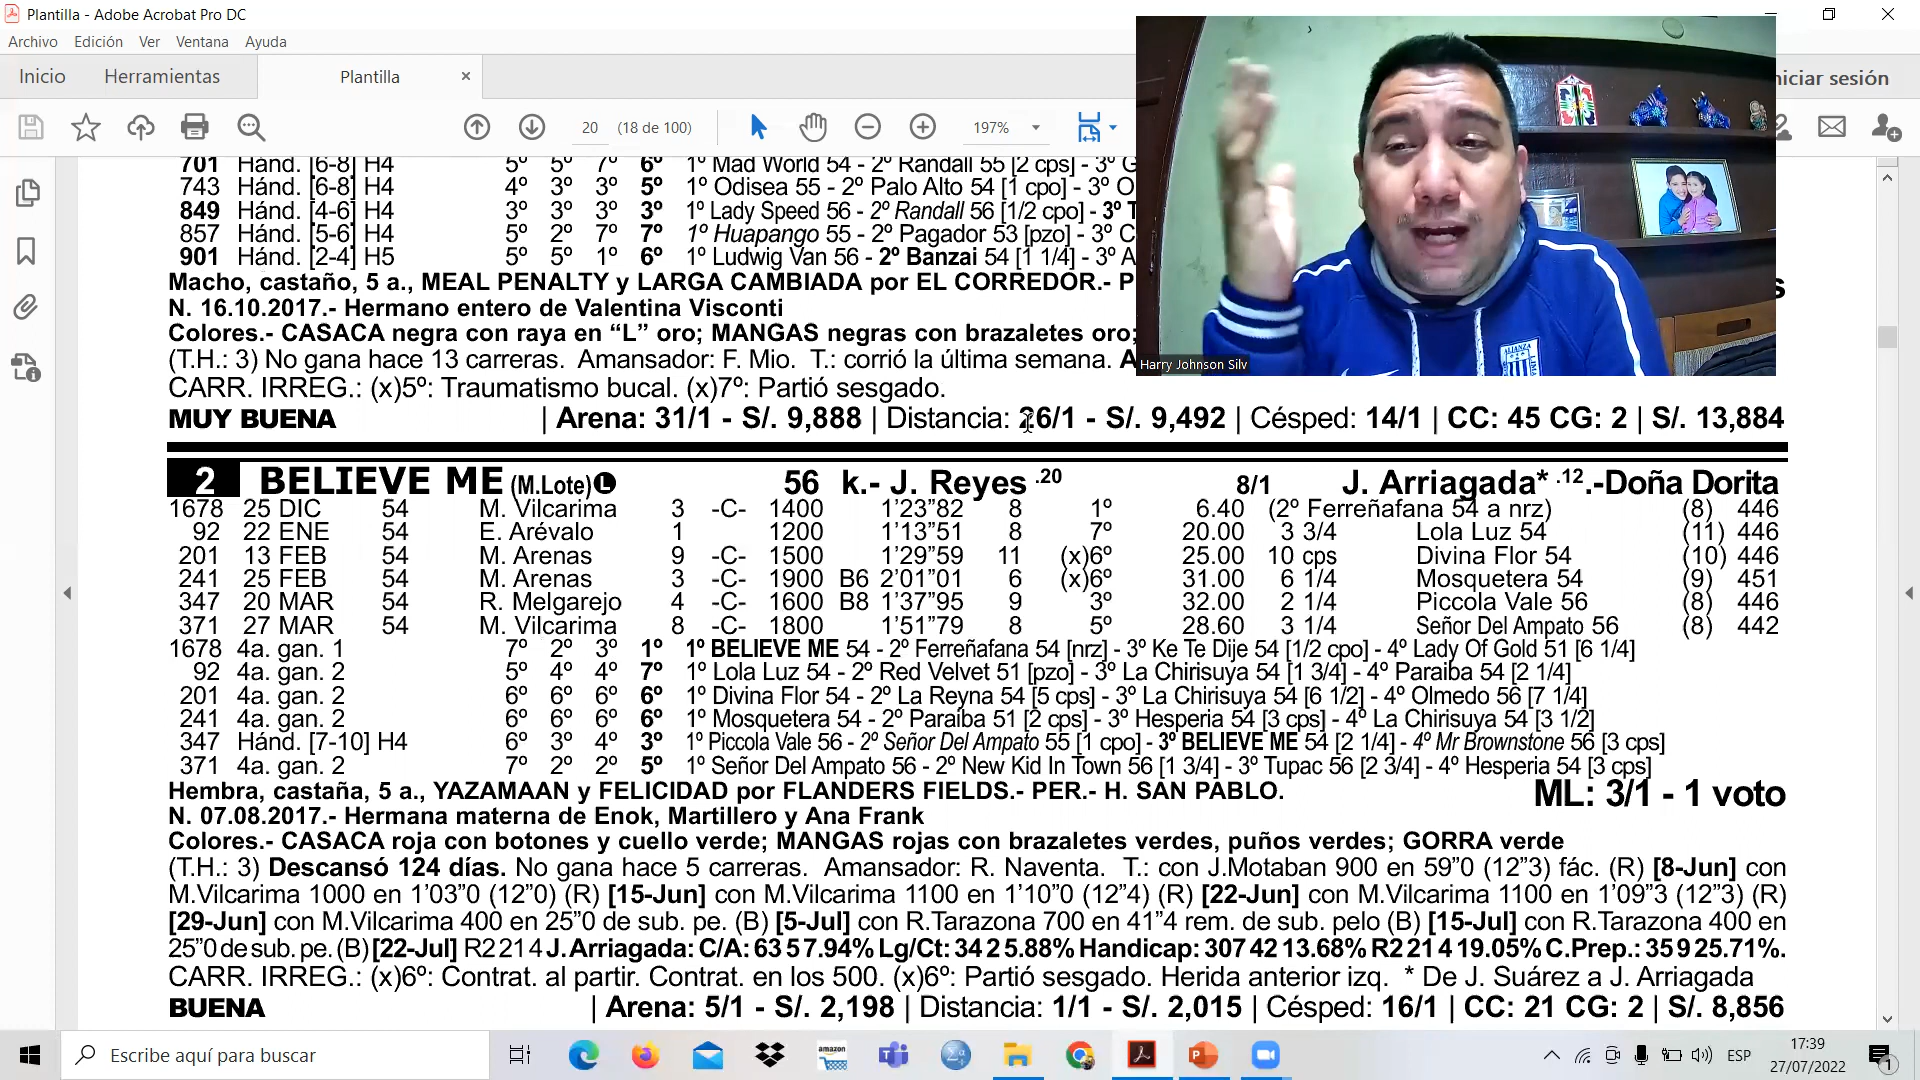 Plantilla - Adobe Acrobat Pro DC
Archivo Edición Ver Ventana Ayuda
Inicio Herramientas Plantilla × niciar sesión
20 (18 de 100) 197%
701 Hánd. [6-8] H4 5º 5º 7º 6º 1º Mad World 54 - 2º Randall 55 [2 cps] - 3º G
743 Hánd. [6-8] H4 4º 3º 3º 5º 1º Odisea 55 - 2º Palo Alto 54 [1 cpo] - 3º O
849 Hánd. [4-6] H4 3º 3º 3º 3º 1º Lady Speed 56 - 2º Randall 56 [1/2 cpo] - 3º T
857 Hánd. [5-6] H4 5º 2º 7º 7º 1º Huapango 55 - 2º Pagador 53 [pzo] - 3º C
901 Hánd. [2-4] H5 5º 5º 1º 6º 1º Ludwig Van 56 - 2º Banzai 54 [1 1/4] - 3º A
Macho, castaño, 5 a., MEAL PENALTY y LARGA CAMBIADA por EL CORREDOR.- P s
N. 16.10.2017.- Hermano entero de Valentina Visconti
Colores.- CASACA negra con raya en “L” oro; MANGAS negras con brazaletes oro;
(T.H.: 3) No gana hace 13 carreras. Amansador: F. Mio. T.: corrió la última semana. A
CARR. IRREG.: (x)5º: Traumatismo bucal. (x)7º: Partió sesgado.
MUY BUENA | Arena: 31/1 - S/. 9,888 | Distancia: 26/1 - S/. 9,492 | Césped: 14/1 | CC: 45 CG: 2 | S/. 13,884
Harry Johnson Silv
ALIANZA LIMA
2 BELIEVE ME (M.Lote) L 56 k.- J. Reyes .20 8/1 J. Arriagada* .12.-Doña Dorita
1678 25 DIC 54 M. Vilcarima 3 -C- 1400 1’23”82 8 1º 6.40 (2º Ferreñafana 54 a nrz) (8) 446
92 22 ENE 54 E. Arévalo 1 1200 1’13”51 8 7º 20.00 3 3/4 Lola Luz 54 (11) 446
201 13 FEB 54 M. Arenas 9 -C- 1500 1’29”59 11 (x)6º 25.00 10 cps Divina Flor 54 (10) 446
241 25 FEB 54 M. Arenas 3 -C- 1900 B6 2’01”01 6 (x)6º 31.00 6 1/4 Mosquetera 54 (9) 451
347 20 MAR 54 R. Melgarejo 4 -C- 1600 B8 1’37”95 9 3º 32.00 2 1/4 Piccola Vale 56 (8) 446
371 27 MAR 54 M. Vilcarima 8 -C- 1800 1’51”79 8 5º 28.60 3 1/4 Señor Del Ampato 56 (8) 442
1678 4a. gan. 1 7º 2º 3º 1º 1º BELIEVE ME 54 - 2º Ferreñafana 54 [nrz] - 3º Ke Te Dije 54 [1/2 cpo] - 4º Lady Of Gold 51 [6 1/4]
92 4a. gan. 2 5º 4º 4º 7º 1º Lola Luz 54 - 2º Red Velvet 51 [pzo] - 3º La Chirisuya 54 [1 3/4] - 4º Paraiba 54 [2 1/4]
201 4a. gan. 2 6º 6º 6º 6º 1º Divina Flor 54 - 2º La Reyna 54 [5 cps] - 3º La Chirisuya 54 [6 1/2] - 4º Olmedo 56 [7 1/4]
241 4a. gan. 2 6º 6º 6º 6º 1º Mosquetera 54 - 2º Paraiba 51 [2 cps] - 3º Hesperia 54 [3 cps] - 4º La Chirisuya 54 [3 1/2]
347 Hánd. [7-10] H4 6º 3º 4º 3º 1º Piccola Vale 56 - 2º Señor Del Ampato 55 [1 cpo] - 3º BELIEVE ME 54 [2 1/4] - 4º Mr Brownstone 56 [3 cps]
371 4a. gan. 2 7º 2º 2º 5º 1º Señor Del Ampato 56 - 2º New Kid In Town 56 [1 3/4] - 3º Tupac 56 [2 3/4] - 4º Hesperia 54 [3 cps]
Hembra, castaña, 5 a., YAZAMAAN y FELICIDAD por FLANDERS FIELDS.- PER.- H. SAN PABLO. ML: 3/1 - 1 voto
N. 07.08.2017.- Hermana materna de Enok, Martillero y Ana Frank
Colores.- CASACA roja con botones y cuello verde; MANGAS rojas con brazaletes verdes, puños verdes; GORRA verde
(T.H.: 3) Descansó 124 días. No gana hace 5 carreras. Amansador: R. Naventa. T.: con J.Motaban 900 en 59”0 (12”3) fác. (R) [8-Jun] con
M.Vilcarima 1000 en 1’03”0 (12”0) (R) [15-Jun] con M.Vilcarima 1100 en 1’10”0 (12”4) (R) [22-Jun] con M.Vilcarima 1100 en 1’09”3 (12”3) (R)
[29-Jun] con M.Vilcarima 400 en 25”0 de sub. pe. (B) [5-Jul] con R.Tarazona 700 en 41”4 rem. de sub. pelo (B) [15-Jul] con R.Tarazona 400 en
25”0 de sub. pe. (B) [22-Jul] R2 21 4 J. Arriagada: C/A: 63 5 7.94% Lg/Ct: 34 2 5.88% Handicap: 307 42 13.68% R2 21 4 19.05% C.Prep.: 35 9 25.71%.
CARR. IRREG.: (x)6º: Contrat. al partir. Contrat. en los 500. (x)6º: Partió sesgado. Herida anterior izq. * De J. Suárez a J. Arriagada
BUENA | Arena: 5/1 - S/. 2,198 | Distancia: 1/1 - S/. 2,015 | Césped: 16/1 | CC: 21 CG: 2 | S/. 8,856
Escribe aquí para buscar amazon ESP 17:39
27/07/2022 1